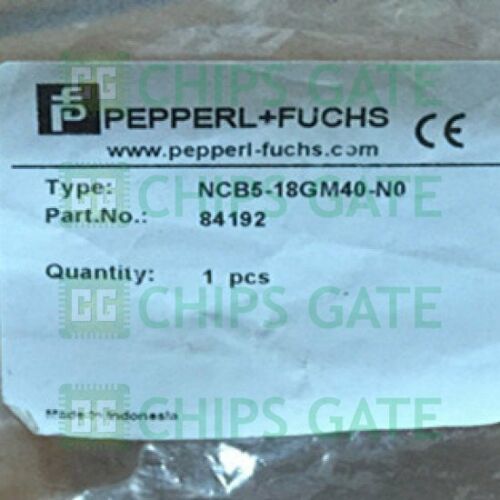 CHIPS GATE
PEPPERL+FUCHS
CE
www.pepperl-fuchs.com
Type: NCB5-18GM40-N0
Part.No.: 84192
CHIPS GATE
Quantity: 1 pcs
CHIPS GATE
Made in Indonesia
CHIPS GATE